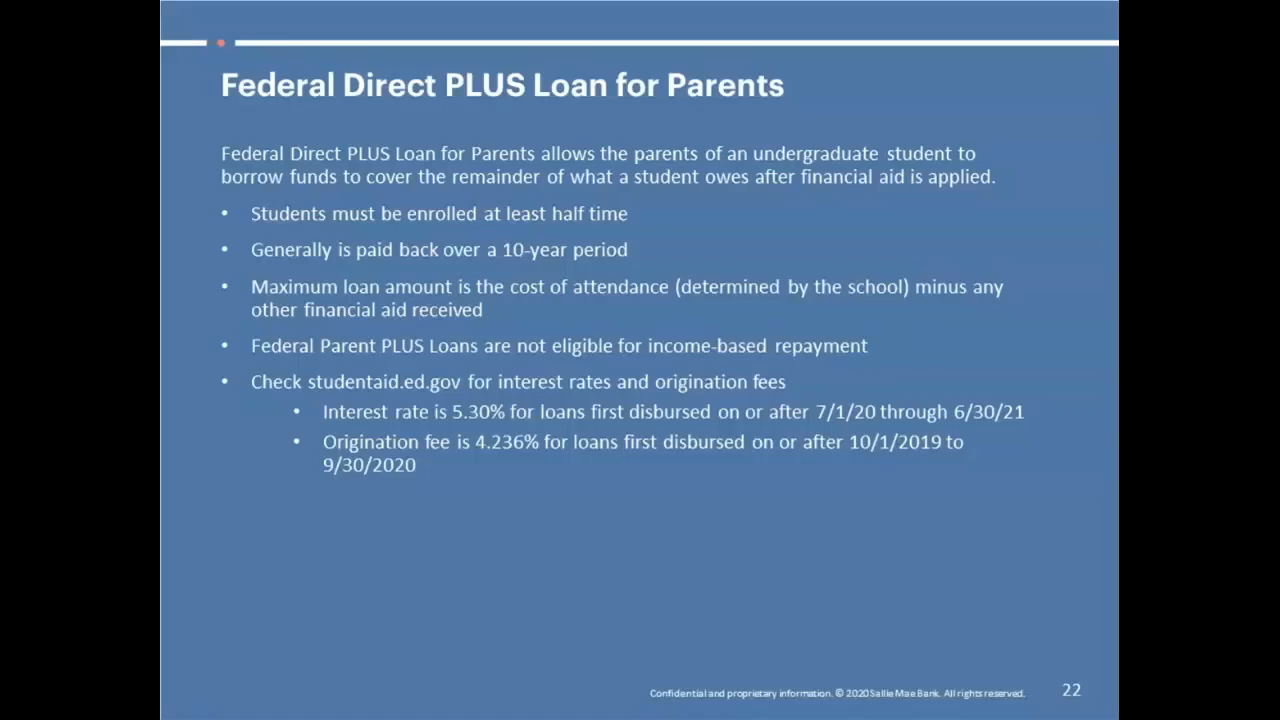 Federal Direct PLUS Loan for Parents
Federal Direct PLUS Loan for Parents allows the parents of an undergraduate student to
borrow funds to cover the remainder of what a student owes after financial aid is applied.
• Students must be enrolled at least half time
• Generally is paid back over a 10-year period
• Maximum loan amount is the cost of attendance (determined by the school) minus any
other financial aid received
• Federal Parent PLUS Loans are not eligible for income-based repayment
• Check studentaid.ed.gov for interest rates and origination fees
• Interest rate is 5.30% for loans first disbursed on or after 7/1/20 through 6/30/21
• Origination fee is 4.236% for loans first disbursed on or after 10/1/2019 to
9/30/2020
Confidential and proprietary information. © 2020 Sallie Mae Bank. All rights reserved.
22